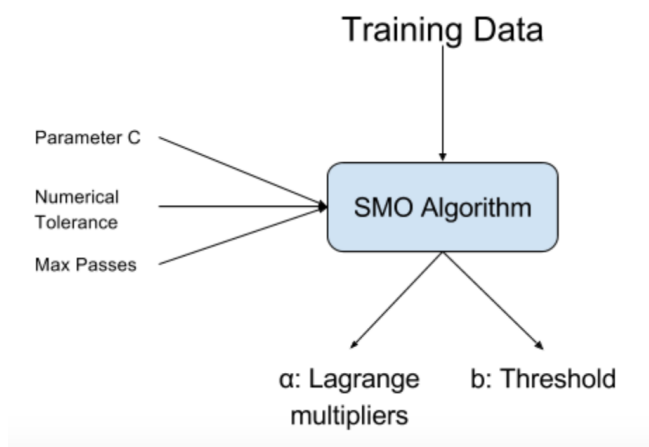 Training Data
Parameter C
Numerical
Tolerance
Max Passes
SMO Algorithm
α: Lagrange
multipliers
b: Threshold